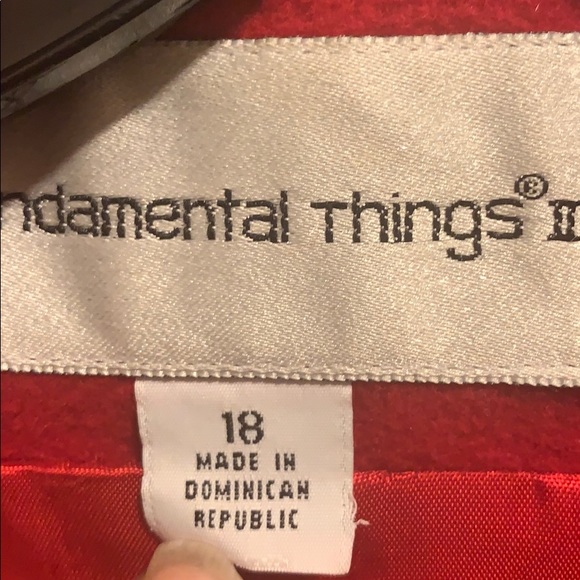 ndamental Things®
18
MADE IN
DOMINICAN
REPUBLIC